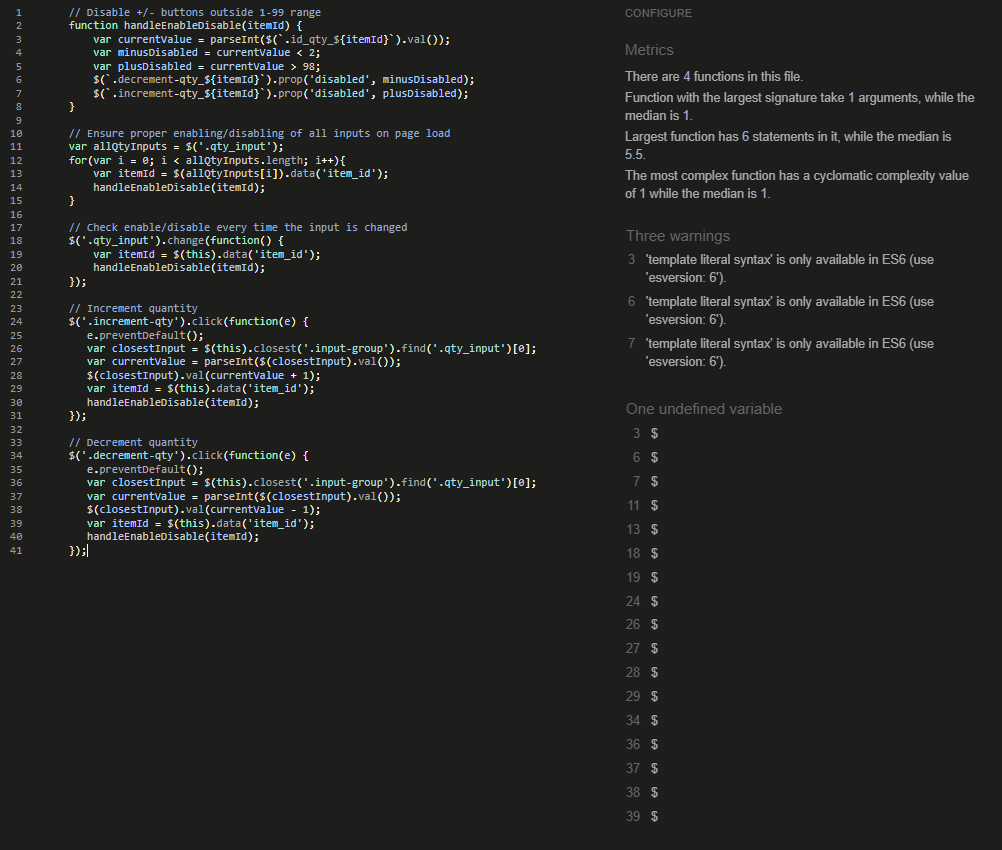 1 // Disable +/- buttons outside 1-99 range
2 function handleEnableDisable(itemId) {
3 var currentValue = parseInt($(`.id_qty_${itemId}`).val());
4 var minusDisabled = currentValue < 2;
5 var plusDisabled = currentValue > 98;
6 $(`.decrement-qty_${itemId}`).prop('disabled', minusDisabled);
7 $(`.increment-qty_${itemId}`).prop('disabled', plusDisabled);
8 }
9
10 // Ensure proper enabling/disabling of all inputs on page load
11 var allQtyInputs = $('.qty_input');
12 for(var i = 0; i < allQtyInputs.length; i++){
13 var itemId = $(allQtyInputs[i]).data('item_id');
14 handleEnableDisable(itemId);
15 }
16
17 // Check enable/disable every time the input is changed
18 $('.qty_input').change(function() {
19 var itemId = $(this).data('item_id');
20 handleEnableDisable(itemId);
21 });
22
23 // Increment quantity
24 $('.increment-qty').click(function(e) {
25 e.preventDefault();
26 var closestInput = $(this).closest('.input-group').find('.qty_input')[0];
27 var currentValue = parseInt($(closestInput).val());
28 $(closestInput).val(currentValue + 1);
29 var itemId = $(this).data('item_id');
30 handleEnableDisable(itemId);
31 });
32
33 // Decrement quantity
34 $('.decrement-qty').click(function(e) {
35 e.preventDefault();
36 var closestInput = $(this).closest('.input-group').find('.qty_input')[0];
37 var currentValue = parseInt($(closestInput).val());
38 $(closestInput).val(currentValue - 1);
39 var itemId = $(this).data('item_id');
40 handleEnableDisable(itemId);
41 });
CONFIGURE
Metrics
There are 4 functions in this file.
Function with the largest signature take 1 arguments, while the
median is 1.
Largest function has 6 statements in it, while the median is
5.5.
The most complex function has a cyclomatic complexity value
of 1 while the median is 1.
Three warnings
3 'template literal syntax' is only available in ES6 (use
'esversion: 6').
6 'template literal syntax' is only available in ES6 (use
'esversion: 6').
7 'template literal syntax' is only available in ES6 (use
'esversion: 6').
One undefined variable
3 $
6 $
7 $
11 $
13 $
18 $
19 $
24 $
26 $
27 $
28 $
29 $
34 $
36 $
37 $
38 $
39 $